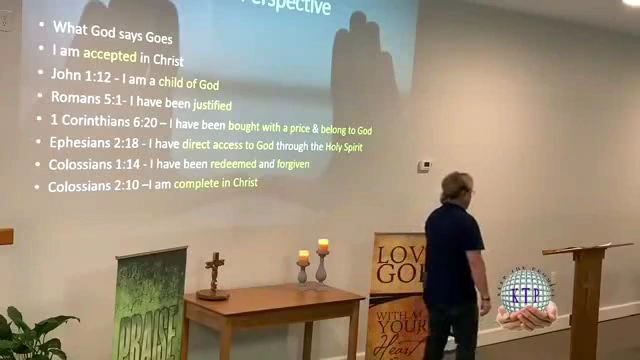 Perspective
• What God says Goes
• I am accepted in Christ
• John 1:12 - I am a child of God
• Romans 5:1- I have been justified
• 1 Corinthians 6:20 – I have been bought with a price & belong to God
• Ephesians 2:18 - I have direct access to God through the Holy Spirit
• Colossians 1:14 - I have been redeemed and forgiven
• Colossians 2:10 –I am complete in Christ
PRAISE
LOVE
GOD
WITH ALL
YOUR
Heart
KTP